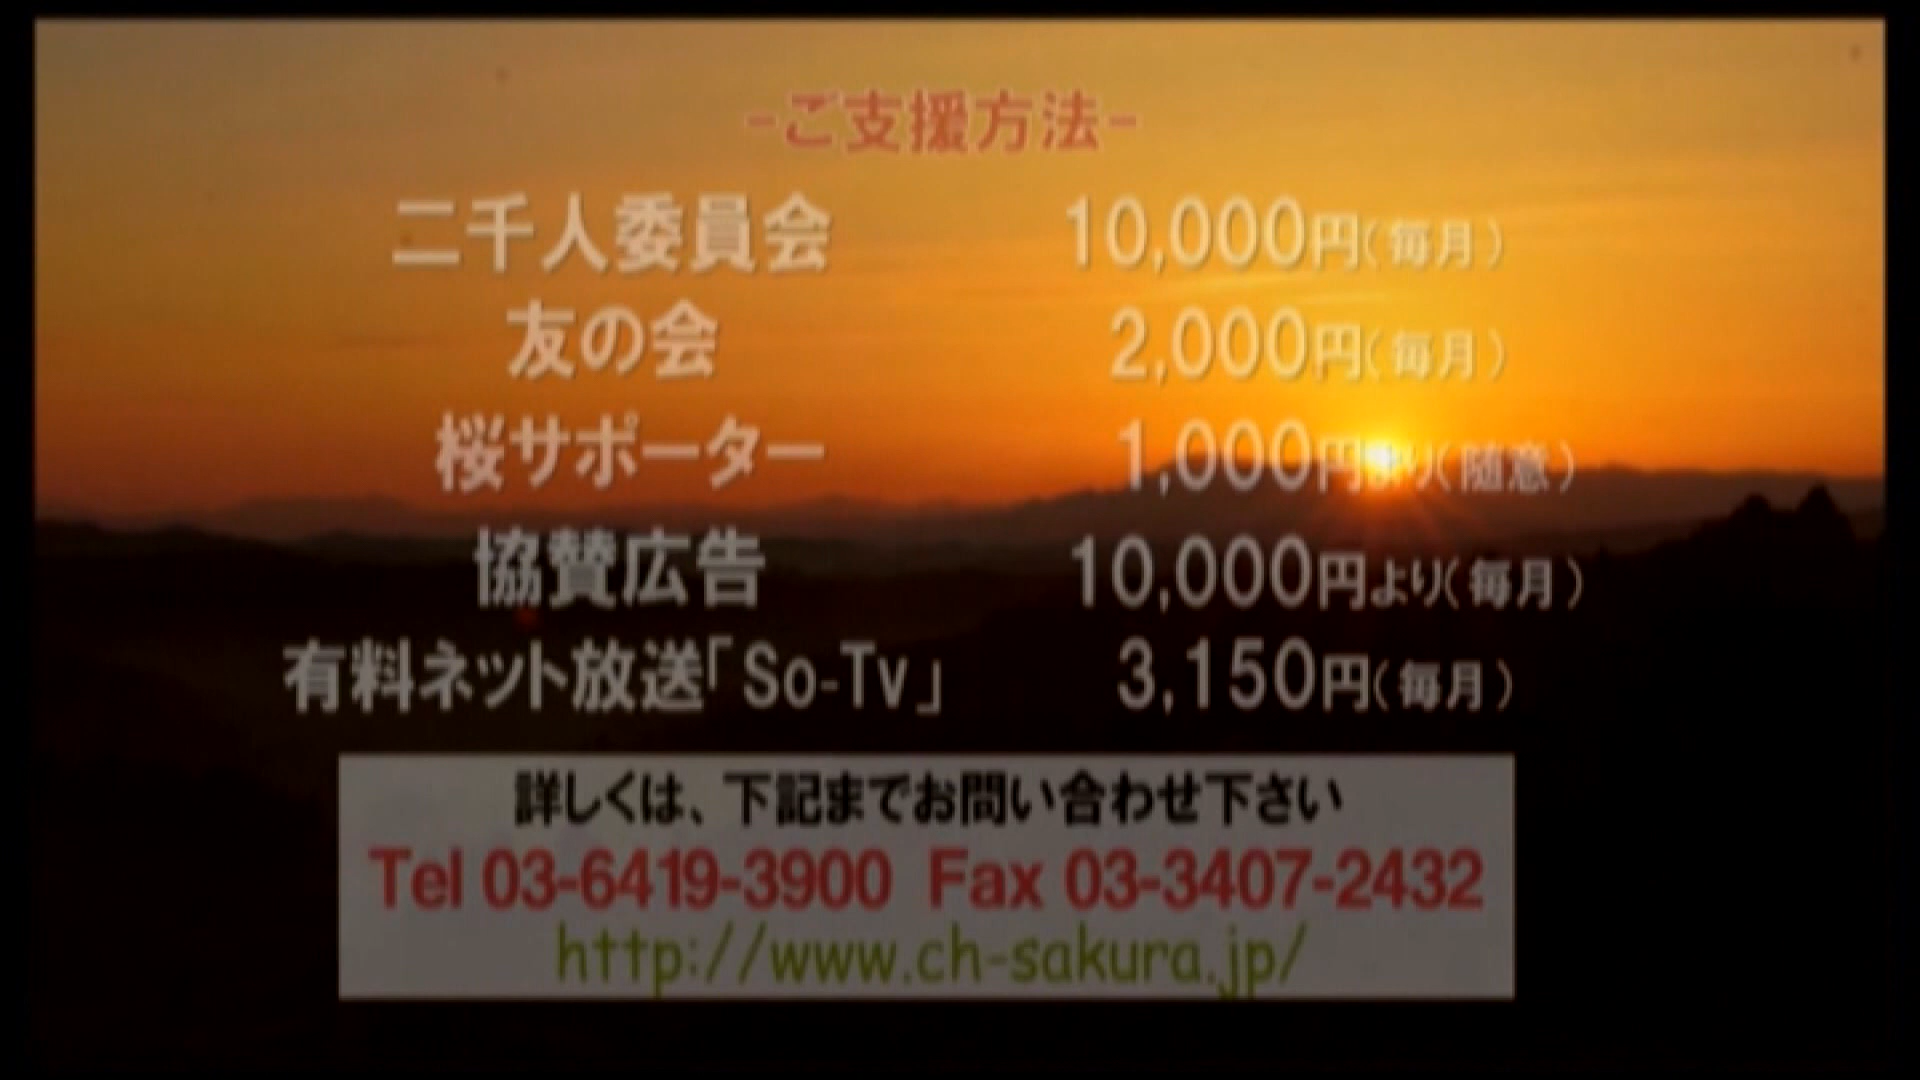 -ご支援方法-
二千人委員会 10,000円(毎月)
友の会 2,000円(毎月)
桜サポーター 1,000円より(随意)
協賛広告 10,000円より(毎月)
有料ネット放送「So-Tv」 3,150円(毎月)
詳しくは、下記までお問い合わせ下さい
Tel 03-6419-3900 Fax 03-3407-2432
http://www.ch-sakura.jp/